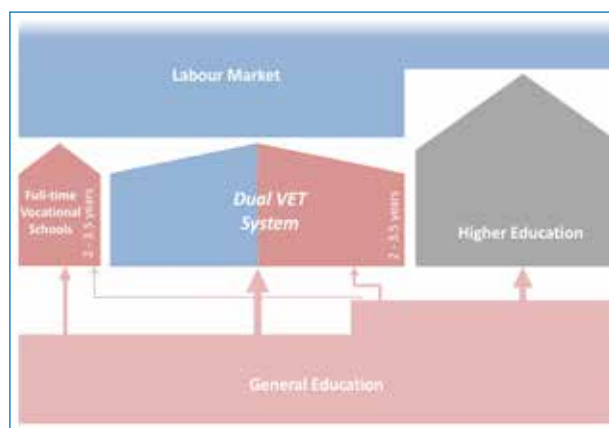 Labour Market
Full-time
Vocational
Schools
2 - 3.5 years
Dual VET
System
2 - 3.5 years
Higher Education
General Education